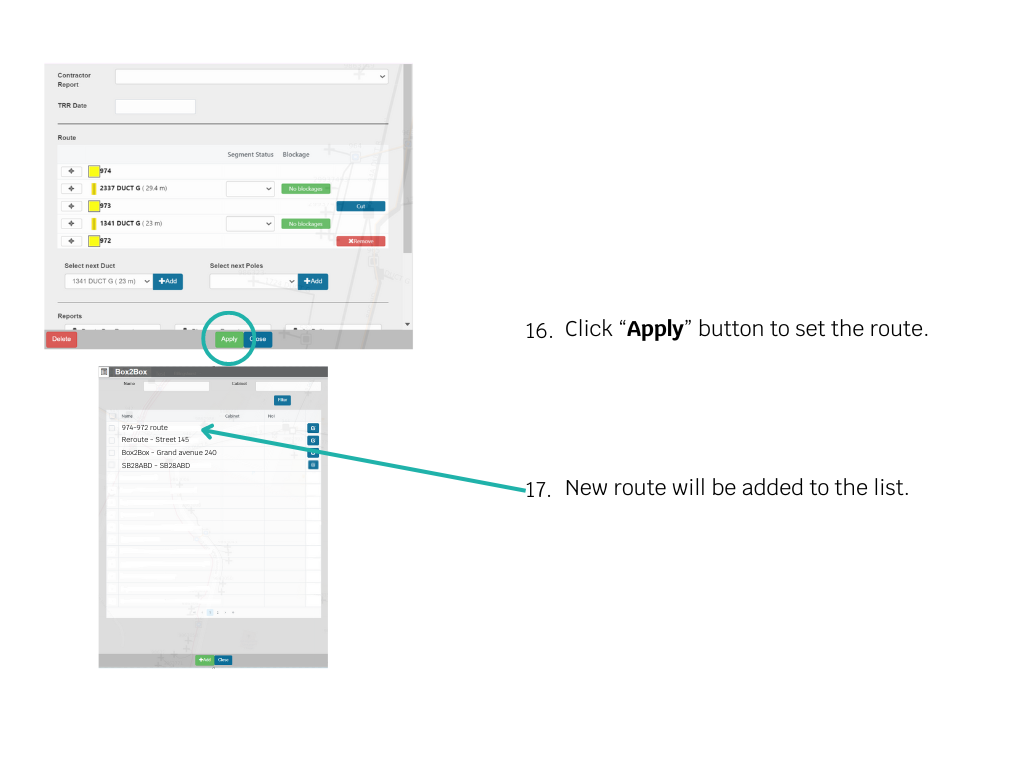 Contractor
Report
TRR Date
Route
Segment Status Blockage
974
2337 DUCT G ( 29.4 m) No blockages
973 Cut
1341 DUCT G ( 23 m) No blockages
972 Remove
Select next Duct Select next Poles
1341 DUCT G ( 23 m) Add Add
Reports
Delete Apply Close
16. Click “Apply” button to set the route.
Box2Box
Name Cabinet
Filter
Name Cabinet
974-972 route
Reroute - Street 145
Box2Box - Grand avenue 240
SB28ABD - SB28ABD
Add Close
17. New route will be added to the list.